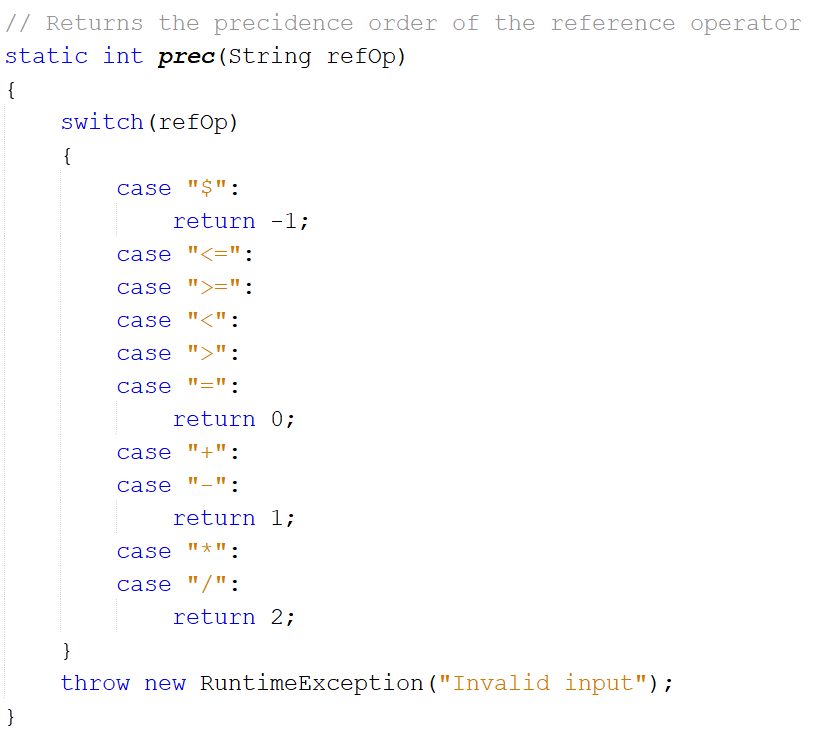 // Returns the precidence order of the reference operator
static int prec(String refOp)
{
    switch(refOp)
    {
        case "$":
            return -1;
        case "<=":
        case ">=":
        case "<":
        case ">":
        case "=":
            return 0;
        case "+":
        case "-":
            return 1;
        case "*":
        case "/":
            return 2;
    }
    throw new RuntimeException("Invalid input");
}